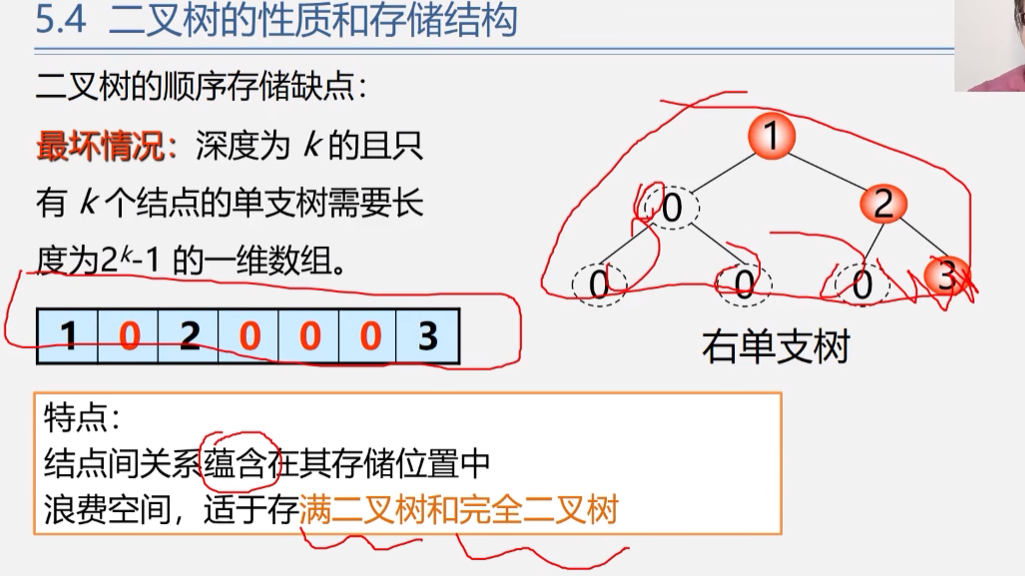 5.4 二叉树的性质和存储结构
二叉树的顺序存储缺点：
最坏情况：深度为 k 的且只
有 k 个结点的单支树需要长
度为2ᵏ-1 的一维数组。
1 0 2 0 0 0 3
1
0 2
0 0 0 3
右单支树
特点：
结点间关系蕴含在其存储位置中
浪费空间，适于存满二叉树和完全二叉树